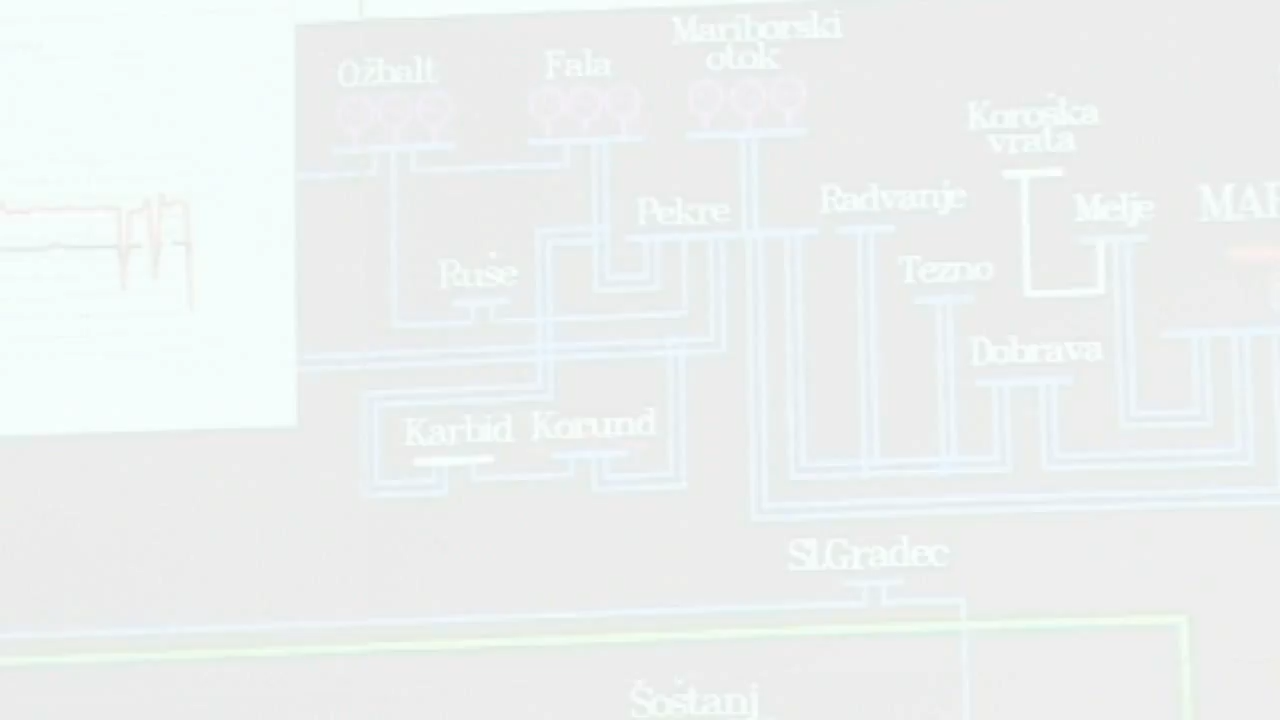 Mariborski
otok
Ožbalt
Fala
Koroška
vrata
Pekre
Radvanje
Melje
Ruše
Tezno
Dobrava
Karbid
Korund
Sl.Gradec
Šoštanj